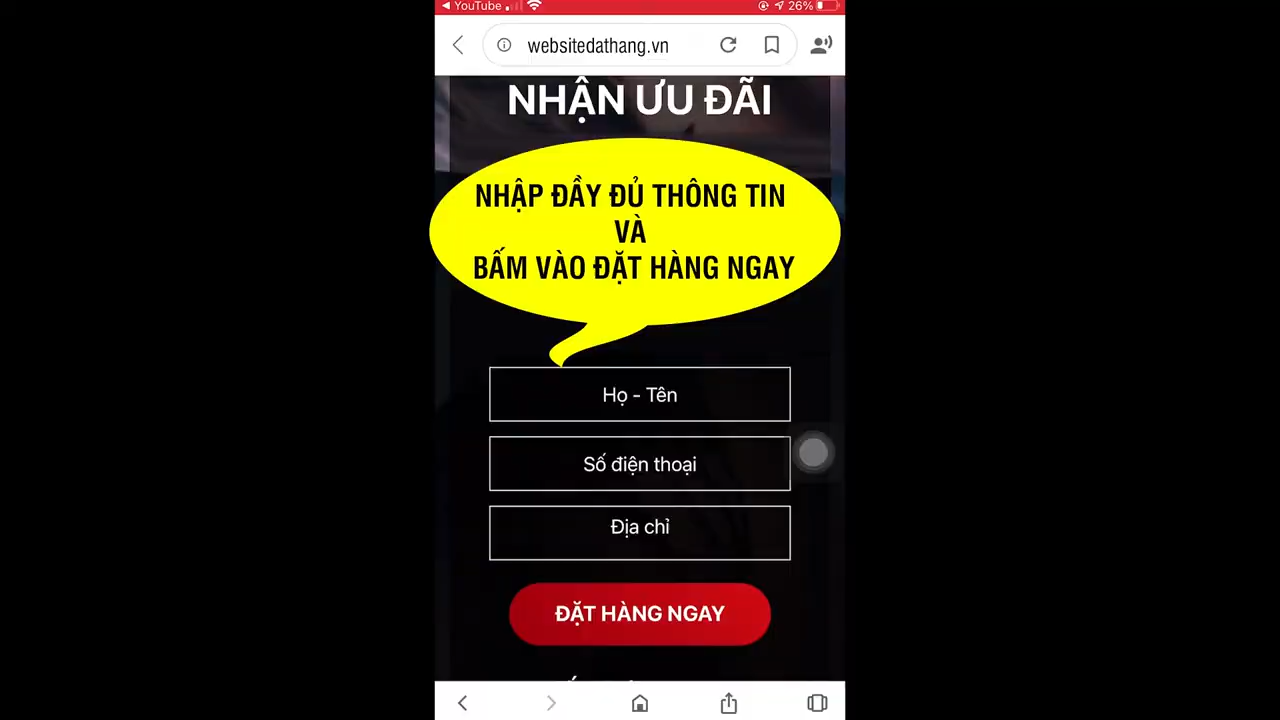 YouTube
26%
websitedathang.vn
NHẬN ƯU ĐÃI
NHẬP ĐẦY ĐỦ THÔNG TIN
VÀ
BẤM VÀO ĐẶT HÀNG NGAY
Họ - Tên
Số điện thoại
Địa chỉ
ĐẶT HÀNG NGAY